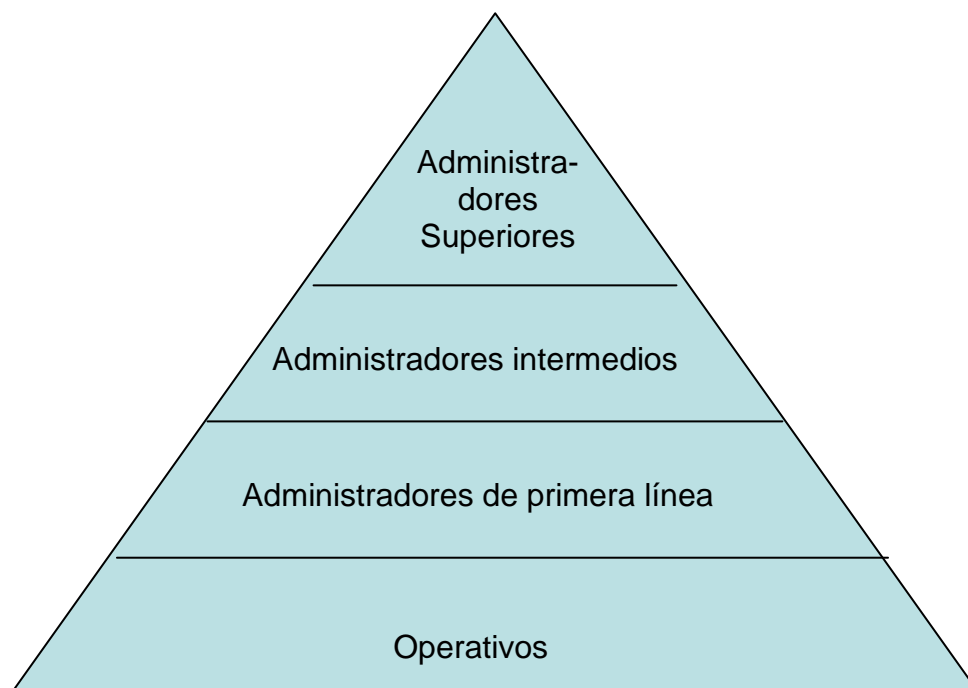 Administra-
dores
Superiores
Administradores intermedios
Administradores de primera línea
Operativos